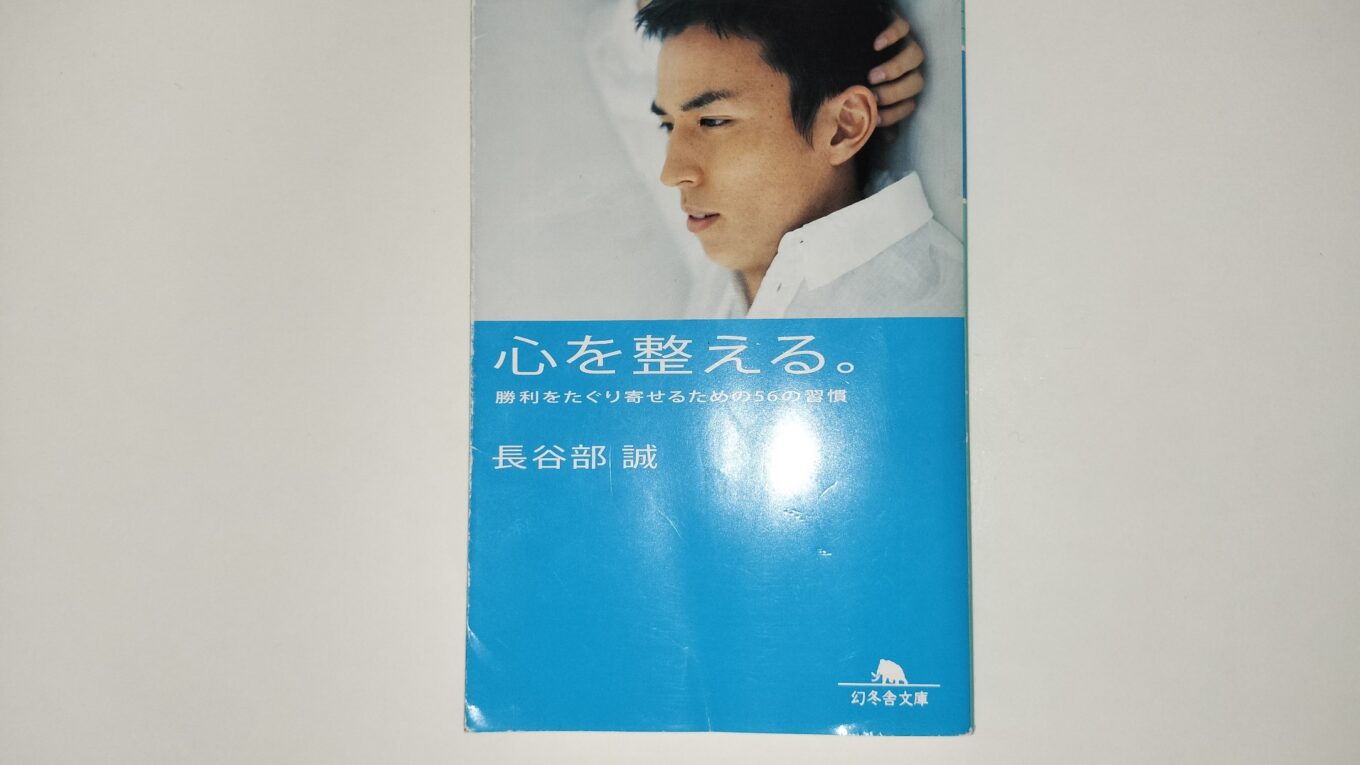 心を整える。
勝利をたぐり寄せるための56の習慣
長谷部 誠
幻冬舎文庫